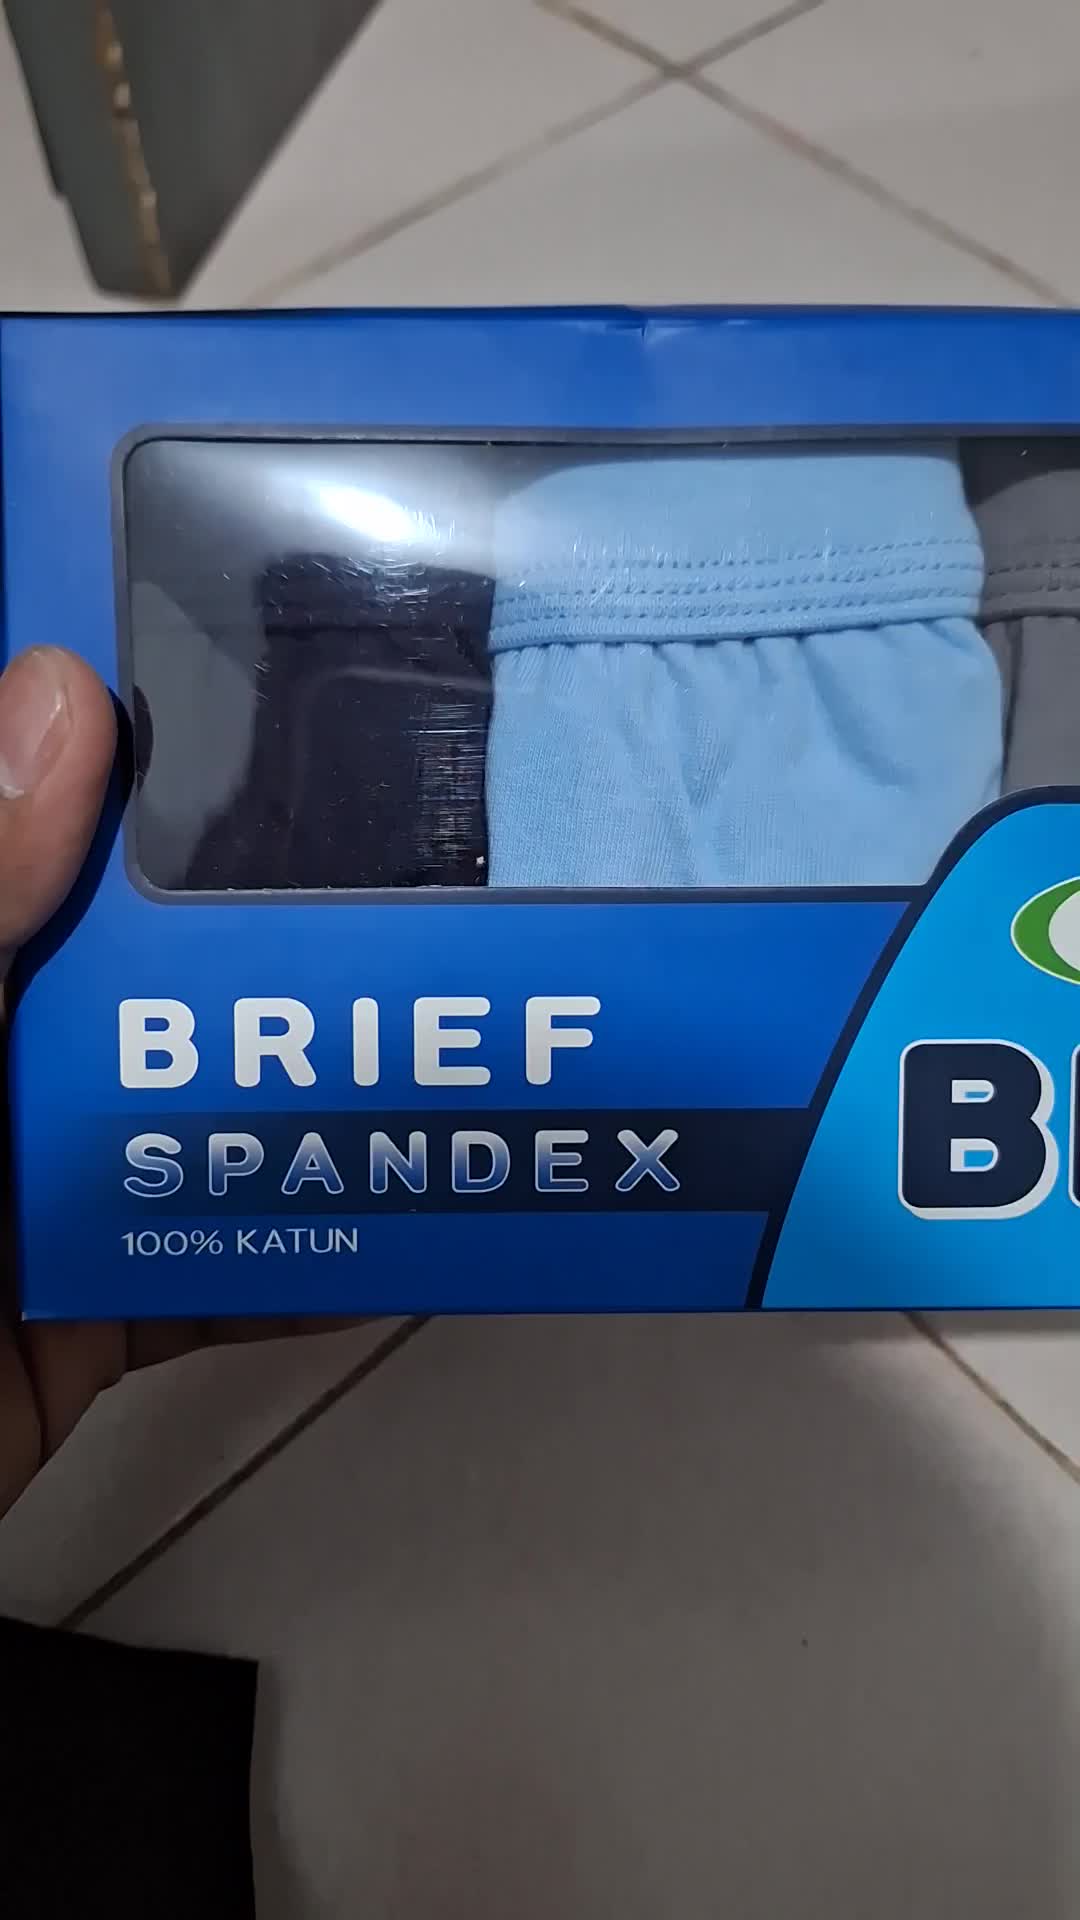 BRIEF
SPANDEX
100% KATUN